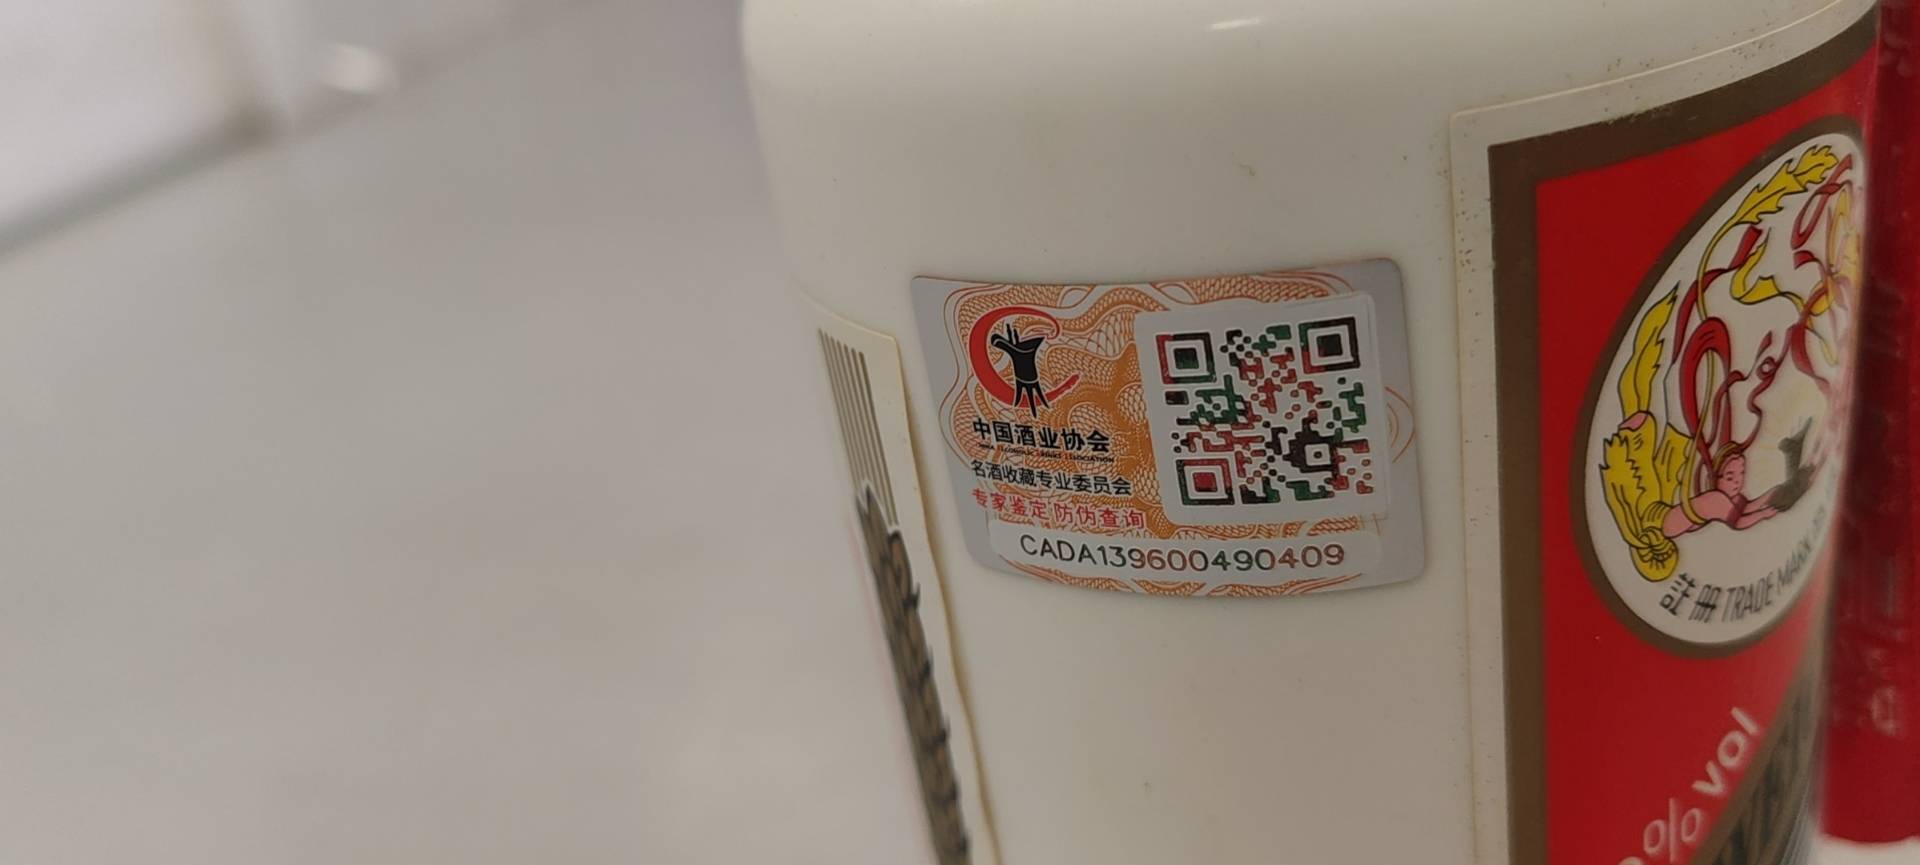 中国酒业协会
名酒收藏专业委员会
专家鉴定 防伪查询
CADA139600490409
註册 TRADE MARK
% vol